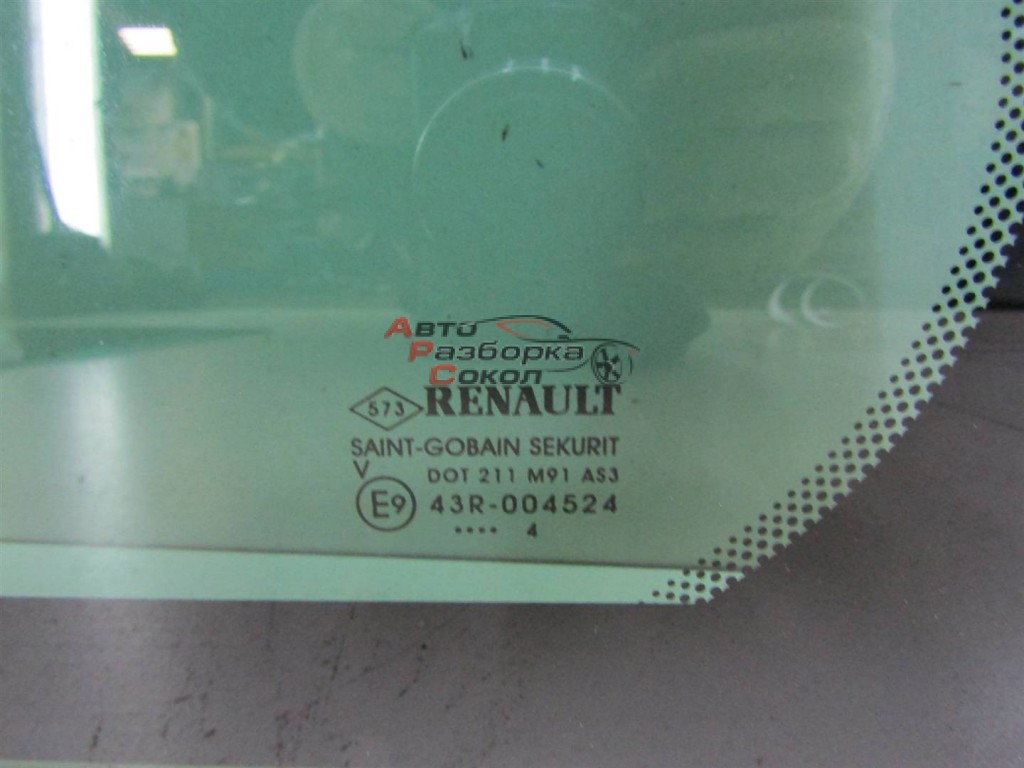 Авто
Разборка
Сокол
573 RENAULT
SAINT-GOBAIN SEKURIT
V DOT 211 M91 AS3
E9 43R-004524
•••• 4